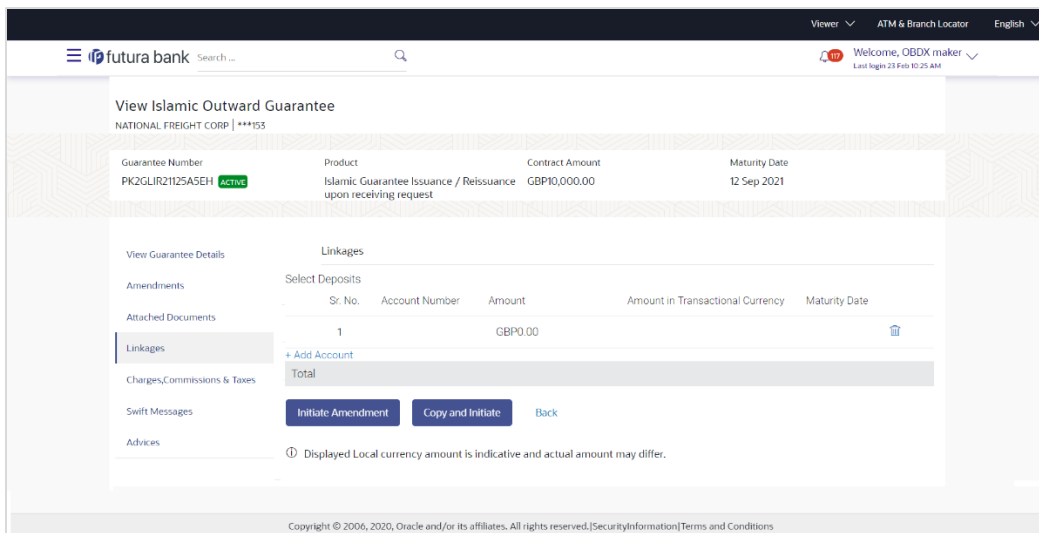 Viewer ATM & Branch Locator English
futura bank Search ... 117 Welcome, OBDX maker
Last login 23 Feb 10:25 AM
View Islamic Outward Guarantee
NATIONAL FREIGHT CORP | ***153
Guarantee Number Product Contract Amount Maturity Date
PK2GLIR21125A5EH ACTIVE Islamic Guarantee Issuance / Reissuance GBP10,000.00 12 Sep 2021
upon receiving request
View Guarantee Details
Amendments
Attached Documents
Linkages
Charges,Commissions & Taxes
Swift Messages
Advices
Linkages
Select Deposits
Sr. No. Account Number Amount Amount in Transactional Currency Maturity Date
1 GBP0.00
+ Add Account
Total
Initiate Amendment Copy and Initiate Back
Displayed Local currency amount is indicative and actual amount may differ.
Copyright © 2006, 2020, Oracle and/or its affiliates. All rights reserved.|SecurityInformation|Terms and Conditions